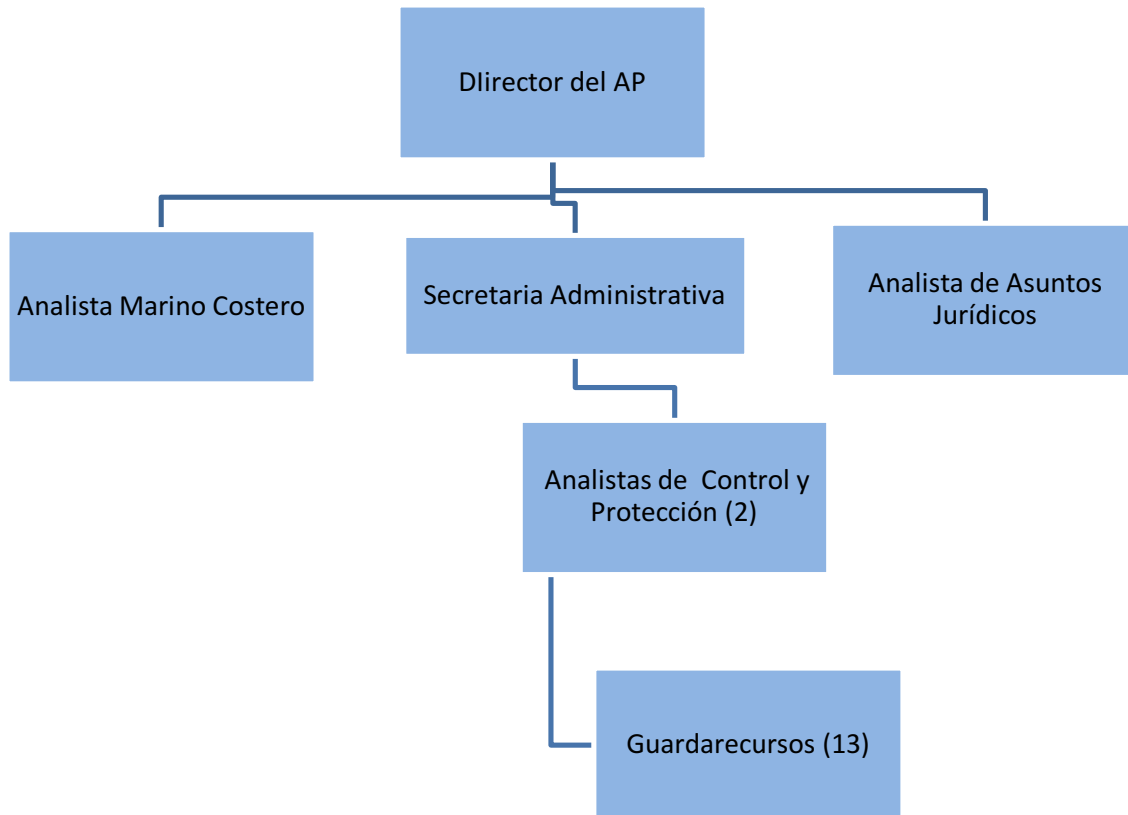 DIirector del AP
Analista Marino Costero
Secretaria Administrativa
Analista de Asuntos
Jurídicos
Analistas de  Control y
Protección (2)
Guardarecursos (13)